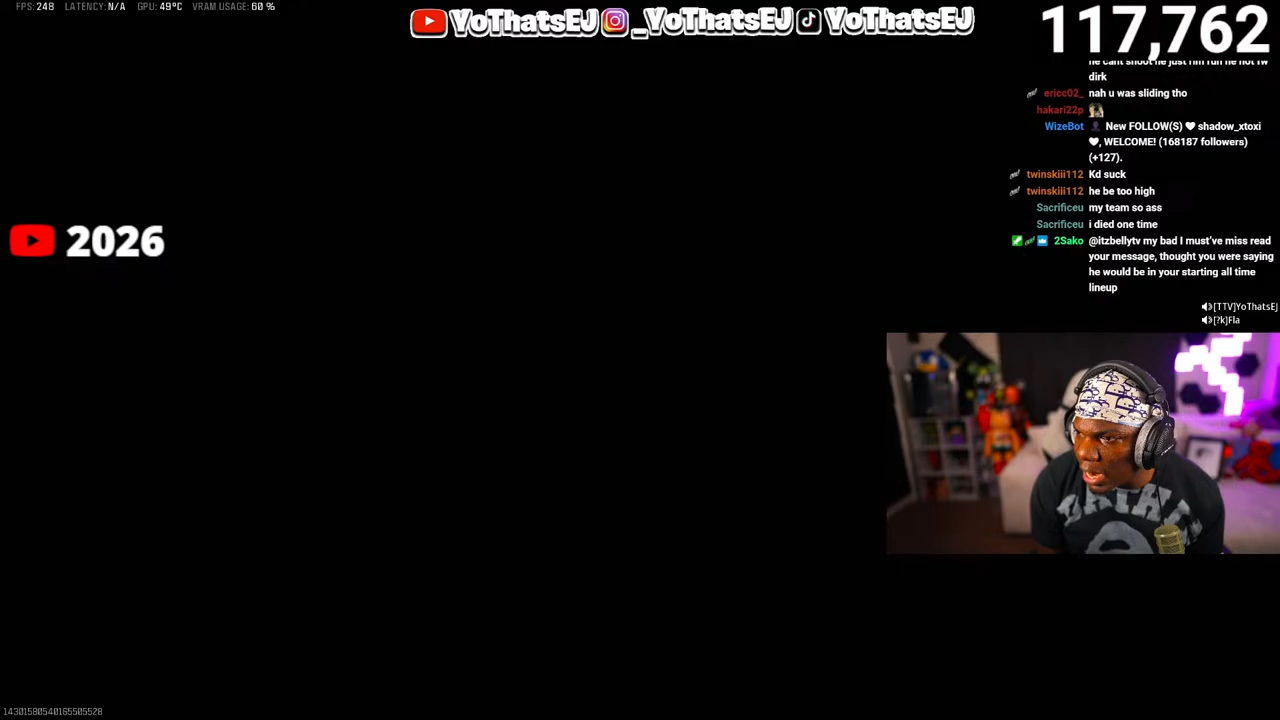 FPS: 248 LATENCY: N/A GPU: 49°C VRAM USAGE: 60 %
YoThatsEJ _YoThatsEJ YoThatsEJ
117,762
he cant shoot he just rim run he not fw
dirk
ericc02_ nah u was sliding tho
hakari22p
WizeBot New FOLLOW(S) shadow_xtoxi
, WELCOME! (168187 followers)
(+127).
twinskiii112 Kd suck
twinskiii112 he be too high
Sacrificeu my team so ass
Sacrificeu i died one time
2Sako @itzbellytv my bad I must've miss read
your message, thought you were saying
he would be in your starting all time
lineup
2026
[TTV]YoThatsEJ
[?k]Fla
14301580540165505528